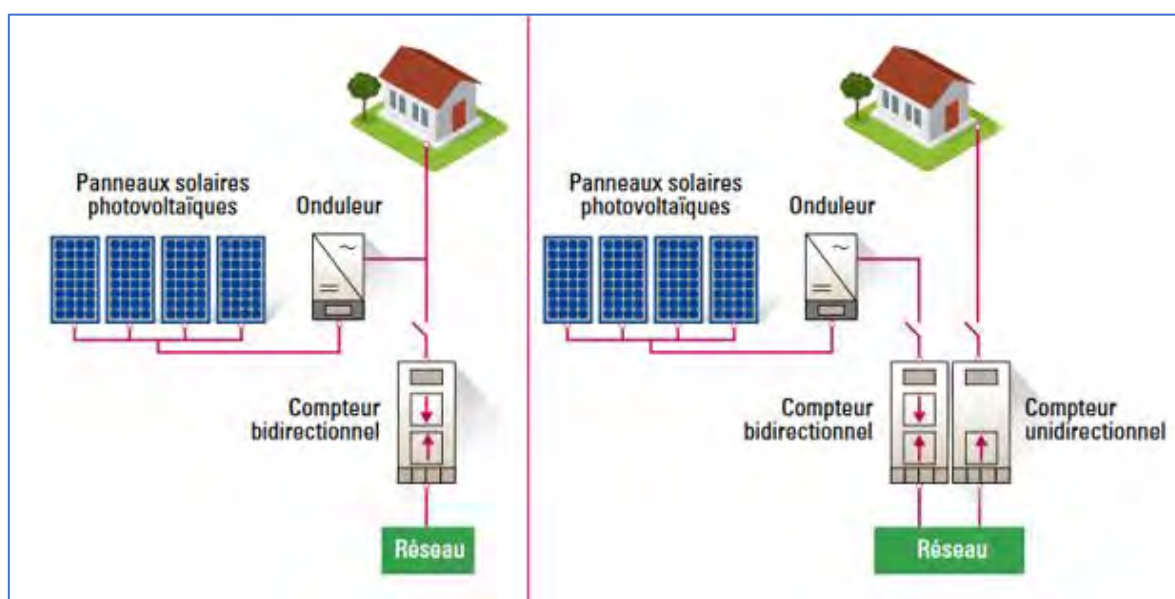 Panneaux solaires
photovoltaïques
Onduleur
Compteur
bidirectionnel
Réseau
Panneaux solaires
photovoltaïques
Onduleur
Compteur
bidirectionnel
Compteur
unidirectionnel
Réseau